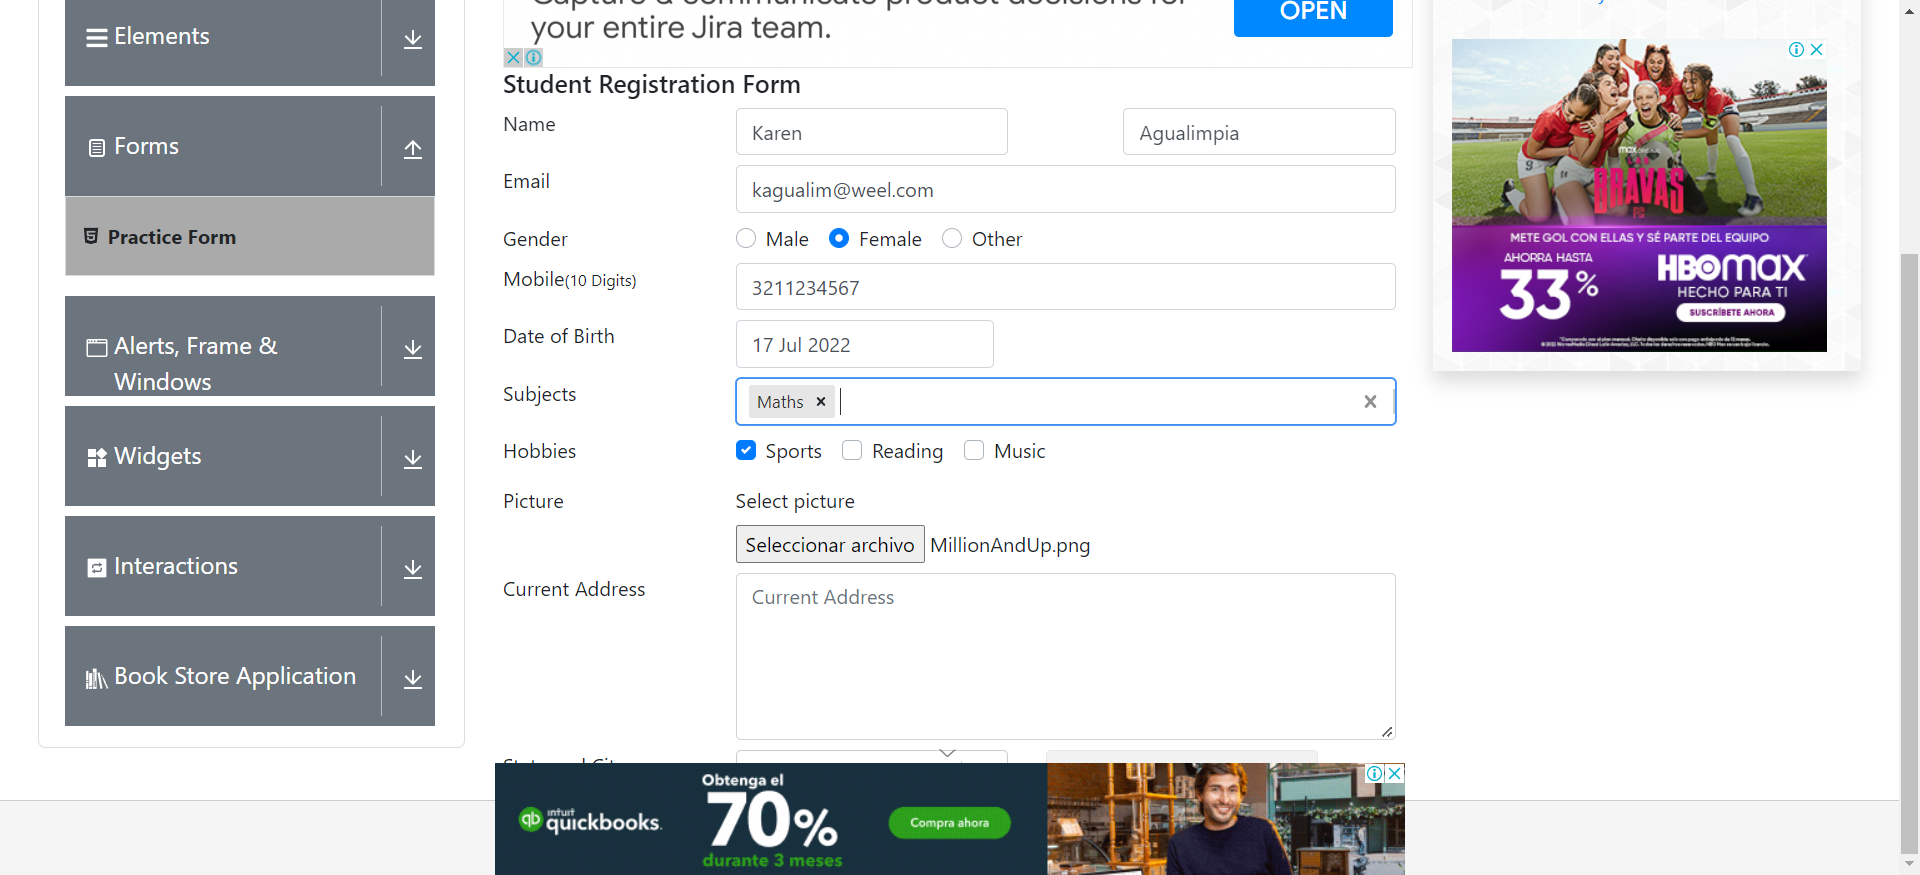 Elements
Forms
Practice Form
Alerts, Frame &
Windows
Widgets
Interactions
Book Store Application
your entire Jira team.
OPEN
Student Registration Form
Name
Karen
Agualimpia
Email
kagualim@weel.com
Gender
Male
Female
Other
Mobile(10 Digits)
3211234567
Date of Birth
17 Jul 2022
Subjects
Maths
Hobbies
Sports
Reading
Music
Picture
Select picture
Seleccionar archivo MillionAndUp.png
Current Address
Current Address
max original
BRAVAS
METE GOL CON ELLAS Y SÉ PARTE DEL EQUIPO
AHORRA HASTA
33%
HBOmax
HECHO PARA TI
SUSCRÍBETE AHORA
intuit
quickbooks.
Obtenga el
70%
durante 3 meses
Compra ahora